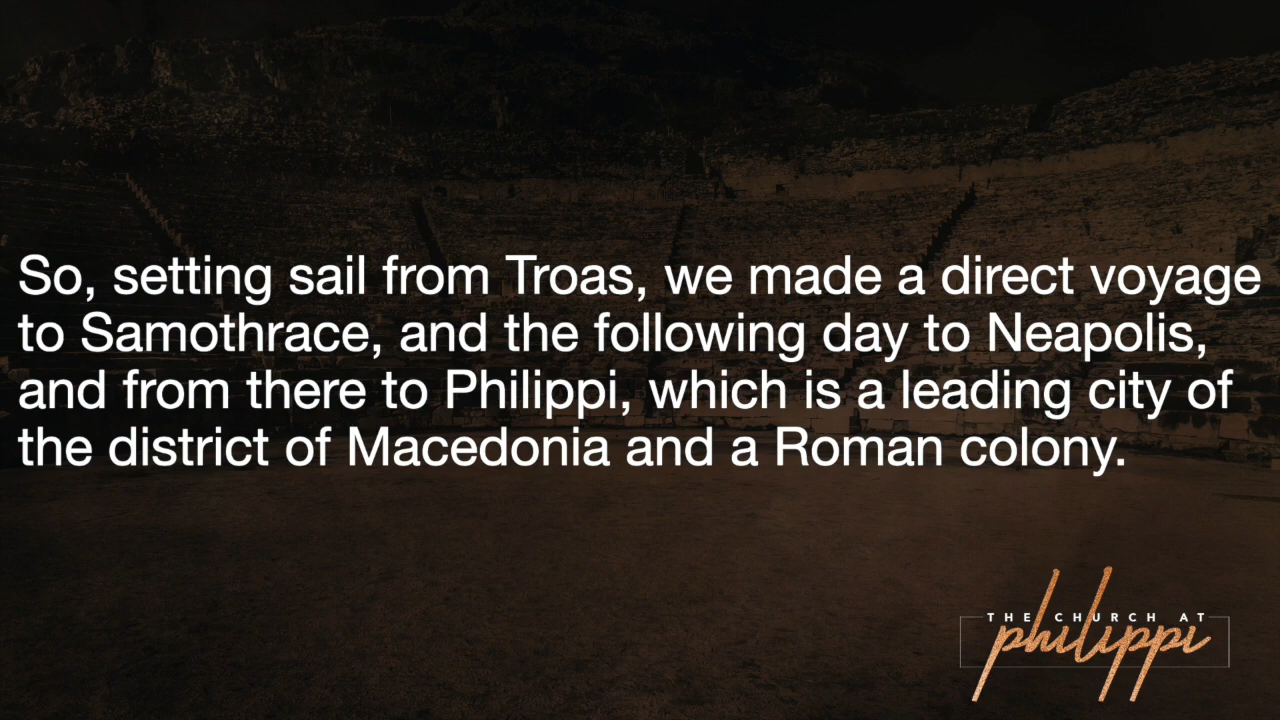 So, setting sail from Troas, we made a direct voyage
to Samothrace, and the following day to Neapolis,
and from there to Philippi, which is a leading city of
the district of Macedonia and a Roman colony.
THE CHURCH AT
philippi